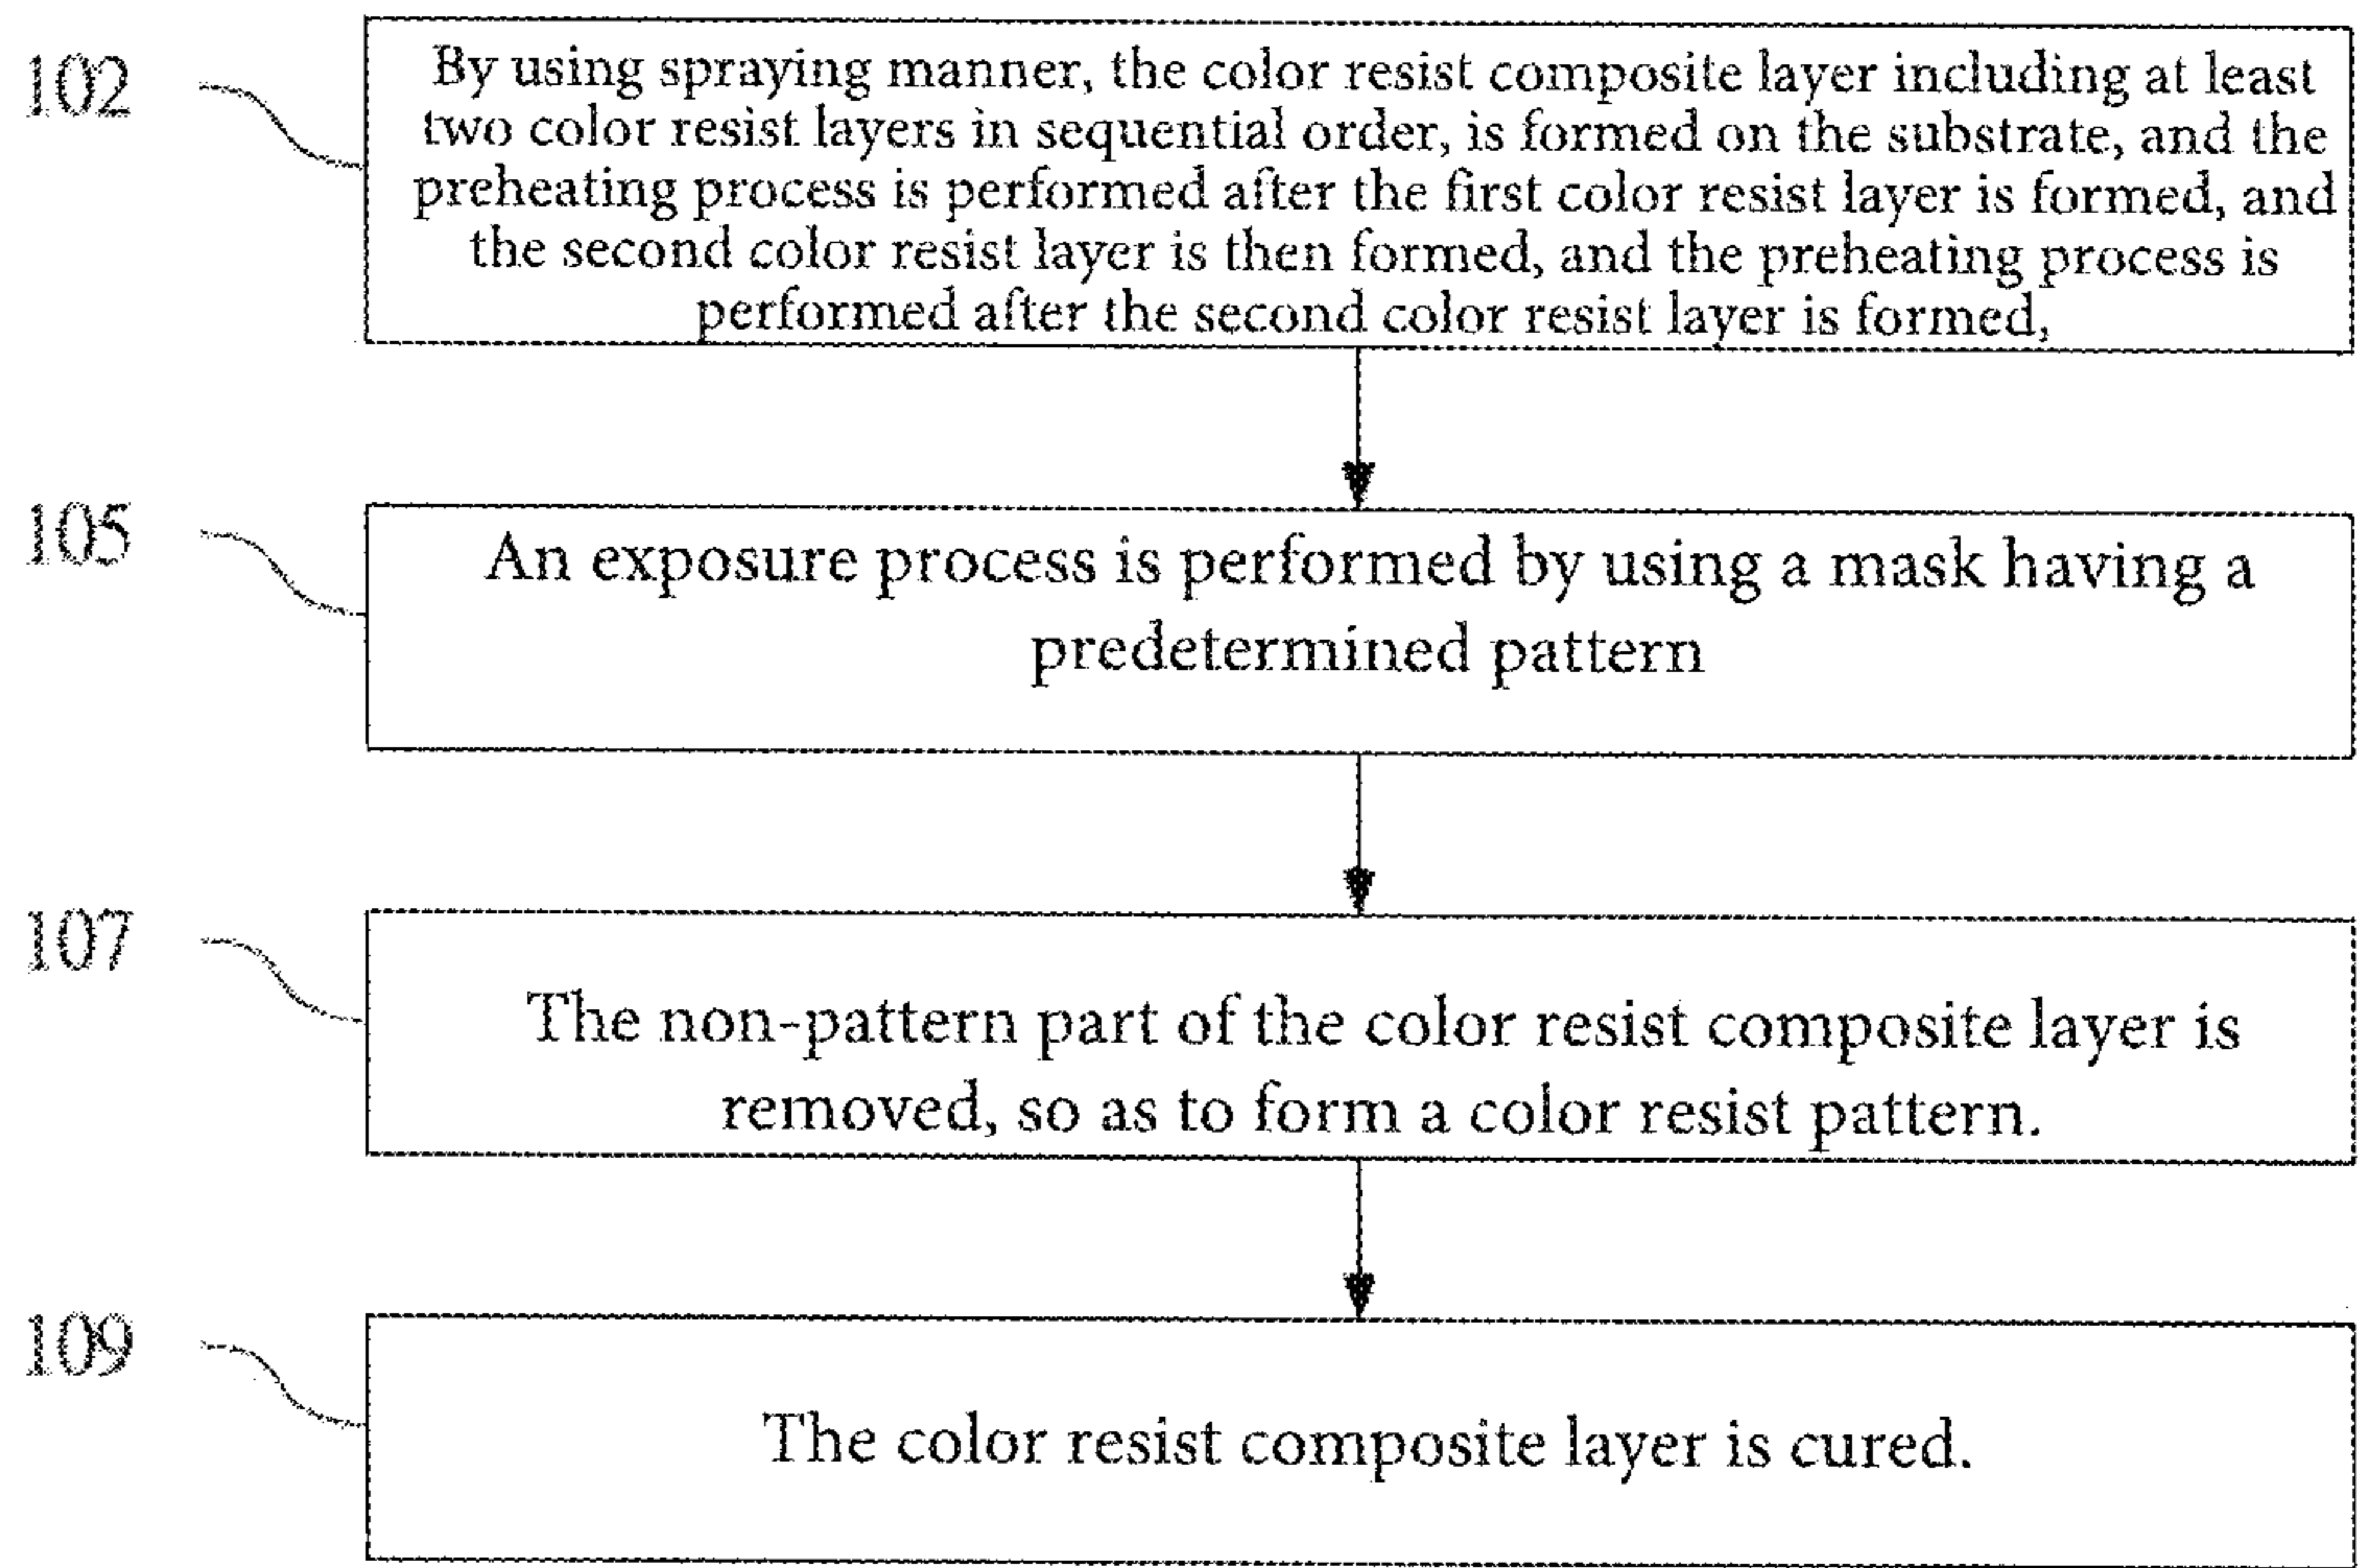 102
By using spraying manner, the color resist composite layer including at least
two color resist layers in sequential order, is formed on the substrate, and the
preheating process is performed after the first color resist layer is formed, and
the second color resist layer is then formed, and the preheating process is
performed after the second color resist layer is formed,
105
An exposure process is performed by using a mask having a
predetermined pattern
107
The non-pattern part of the color resist composite layer is
removed, so as to form a color resist pattern.
109
The color resist composite layer is cured.